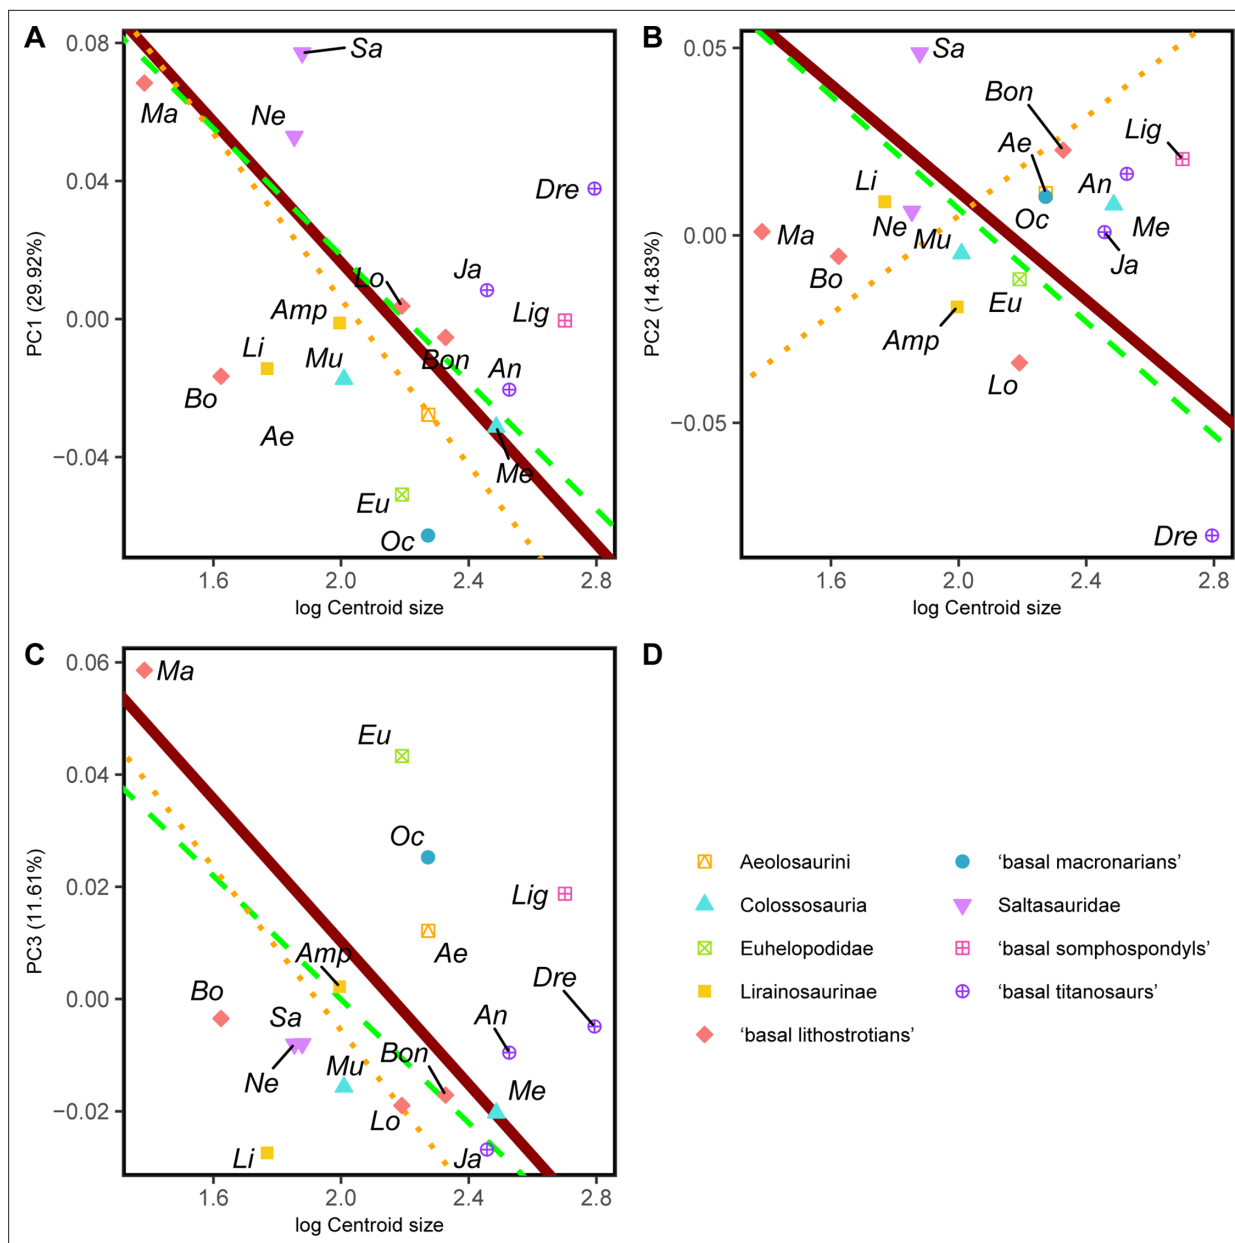 A
0.08
0.04
0.00
−0.04
PC1 (29.92%)
Sa
Ne
Ma
Dre
Lo
Ja
Amp
Lig
Li
Mu
Bon
An
Bo
Ae
Me
Eu
Oc
1.6 2.0 2.4 2.8
log Centroid size
B
0.05
0.00
−0.05
PC2 (14.83%)
Sa
Bon
Ae
Lig
Li
An
Oc
Ma
Ne
Mu
Me
Bo
Ja
Eu
Amp
Lo
Dre
1.6 2.0 2.4 2.8
log Centroid size
C
0.06
0.04
0.02
0.00
−0.02
PC3 (11.61%)
Ma
Eu
Oc
Lig
Amp
Ae
Bo
Dre
Sa
An
Ne
Mu
Bon
Me
Lo
Li
Ja
1.6 2.0 2.4 2.8
log Centroid size
D
Aeolosaurini
Colossosauria
Euhelopodidae
Lirainosaurinae
‘basal lithostrotians’
‘basal macronarians’
Saltasauridae
‘basal somphospondyls’
‘basal titanosaurs’